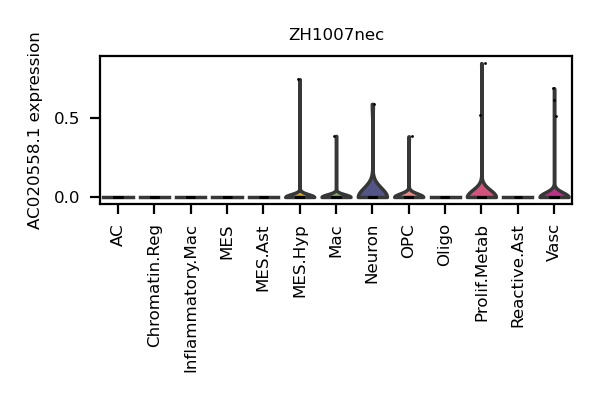 ZH1007nec
AC020558.1 expression
0.5
0.0
AC
Chromatin.Reg
Inflammatory.Mac
MES
MES.Ast
MES.Hyp
Mac
Neuron
OPC
Oligo
Prolif.Metab
Reactive.Ast
Vasc